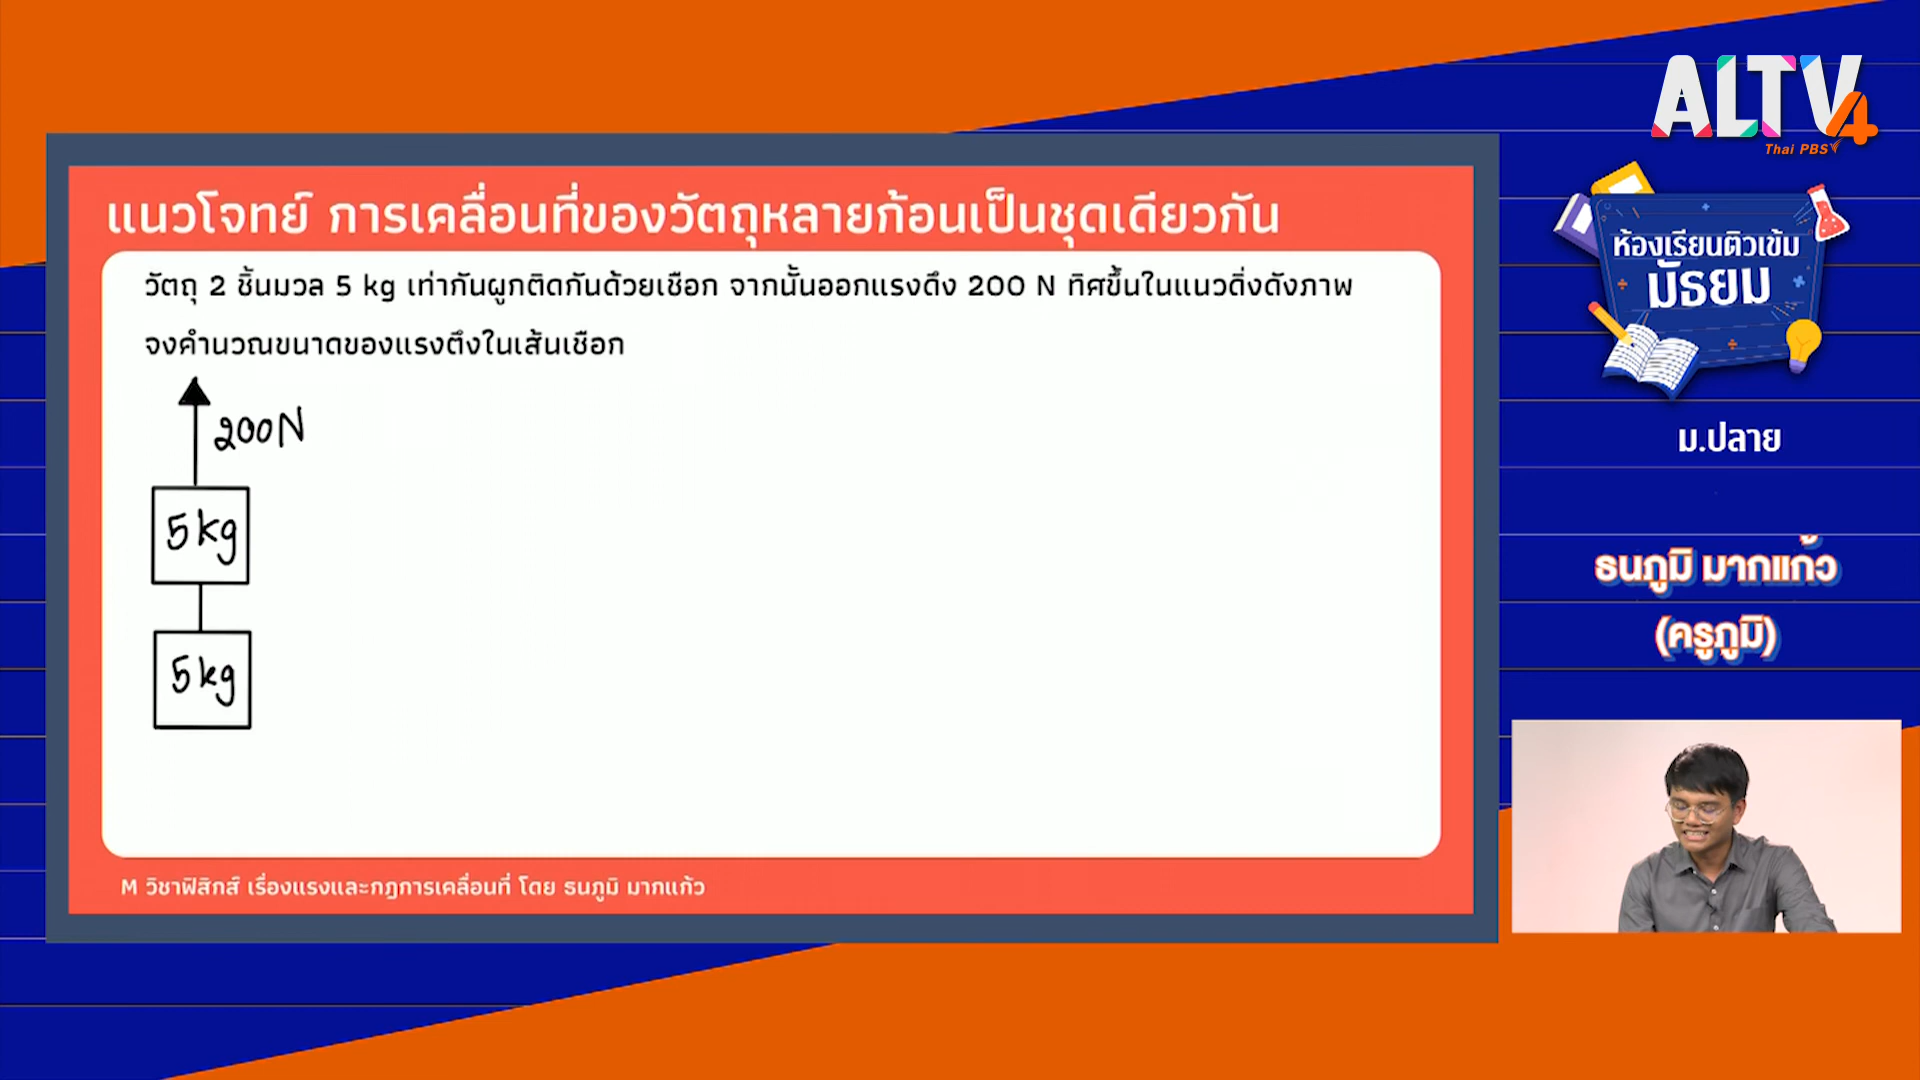 ALTV4
Thai PBS
แนวโจทย์ การเคลื่อนที่ของวัตถุหลายก้อนเป็นชุดเดียวกัน
วัตถุ 2 ชิ้นมวล 5 kg เท่ากันผูกติดกันด้วยเชือก จากนั้นออกแรงดึง 200 N ทิศขึ้นในแนวดิ่งดังภาพ
จงคำนวณขนาดของแรงตึงในเส้นเชือก
200N
5kg
5kg
M วิชาฟิสิกส์ เรื่องแรงและกฎการเคลื่อนที่ โดย ธนภูมิ มากแก้ว
ห้องเรียนติวเข้ม
มัธยม
ม.ปลาย
ธนภูมิ มากแก้ว
(ครูภูมิ)